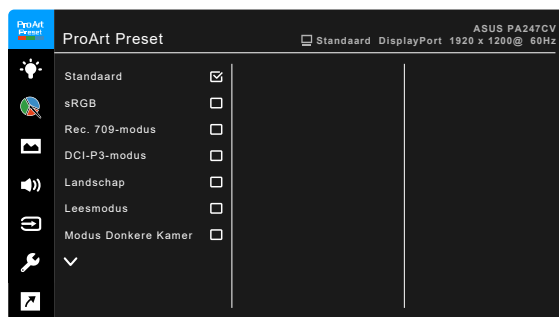 ProArt
Preset
ProArt Preset
ASUS PA247CV
Standaard DisplayPort 1920 x 1200@ 60Hz
Standaard
sRGB
Rec. 709-modus
DCI-P3-modus
Landschap
Leesmodus
Modus Donkere Kamer